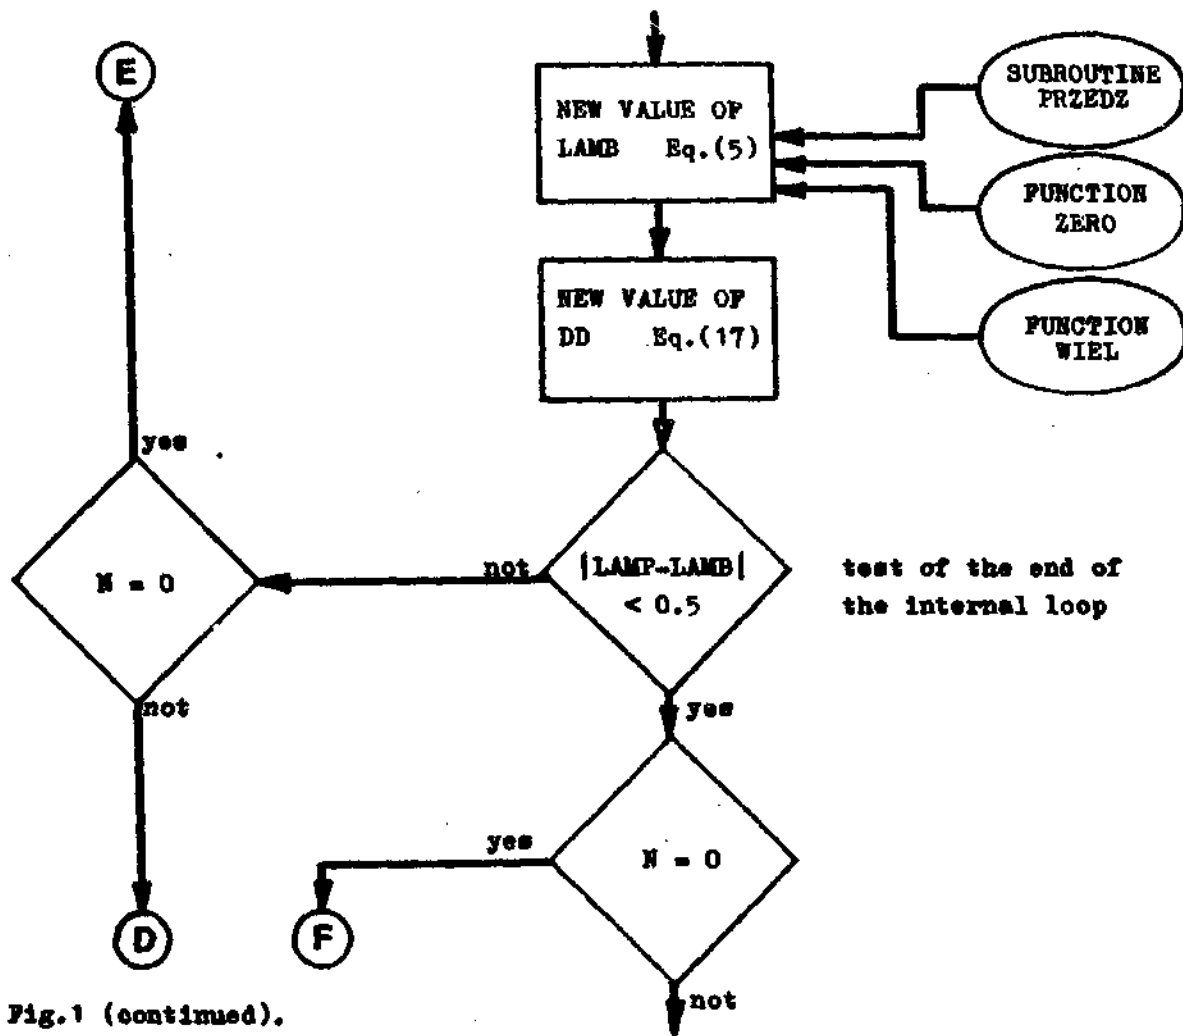 E
NEW VALUE OF
LAMB Eq.(5)
SUBROUTINE
PRZEDZ
FUNCTION
ZERO
NEW VALUE OF
DD Eq.(17)
FUNCTION
WIEL
yes
N = 0
not
|LAMP-LAMB|
< 0.5
test of the end of
the internal loop
not
yes
yes
N = 0
D
F
not
Fig.1 (continued).